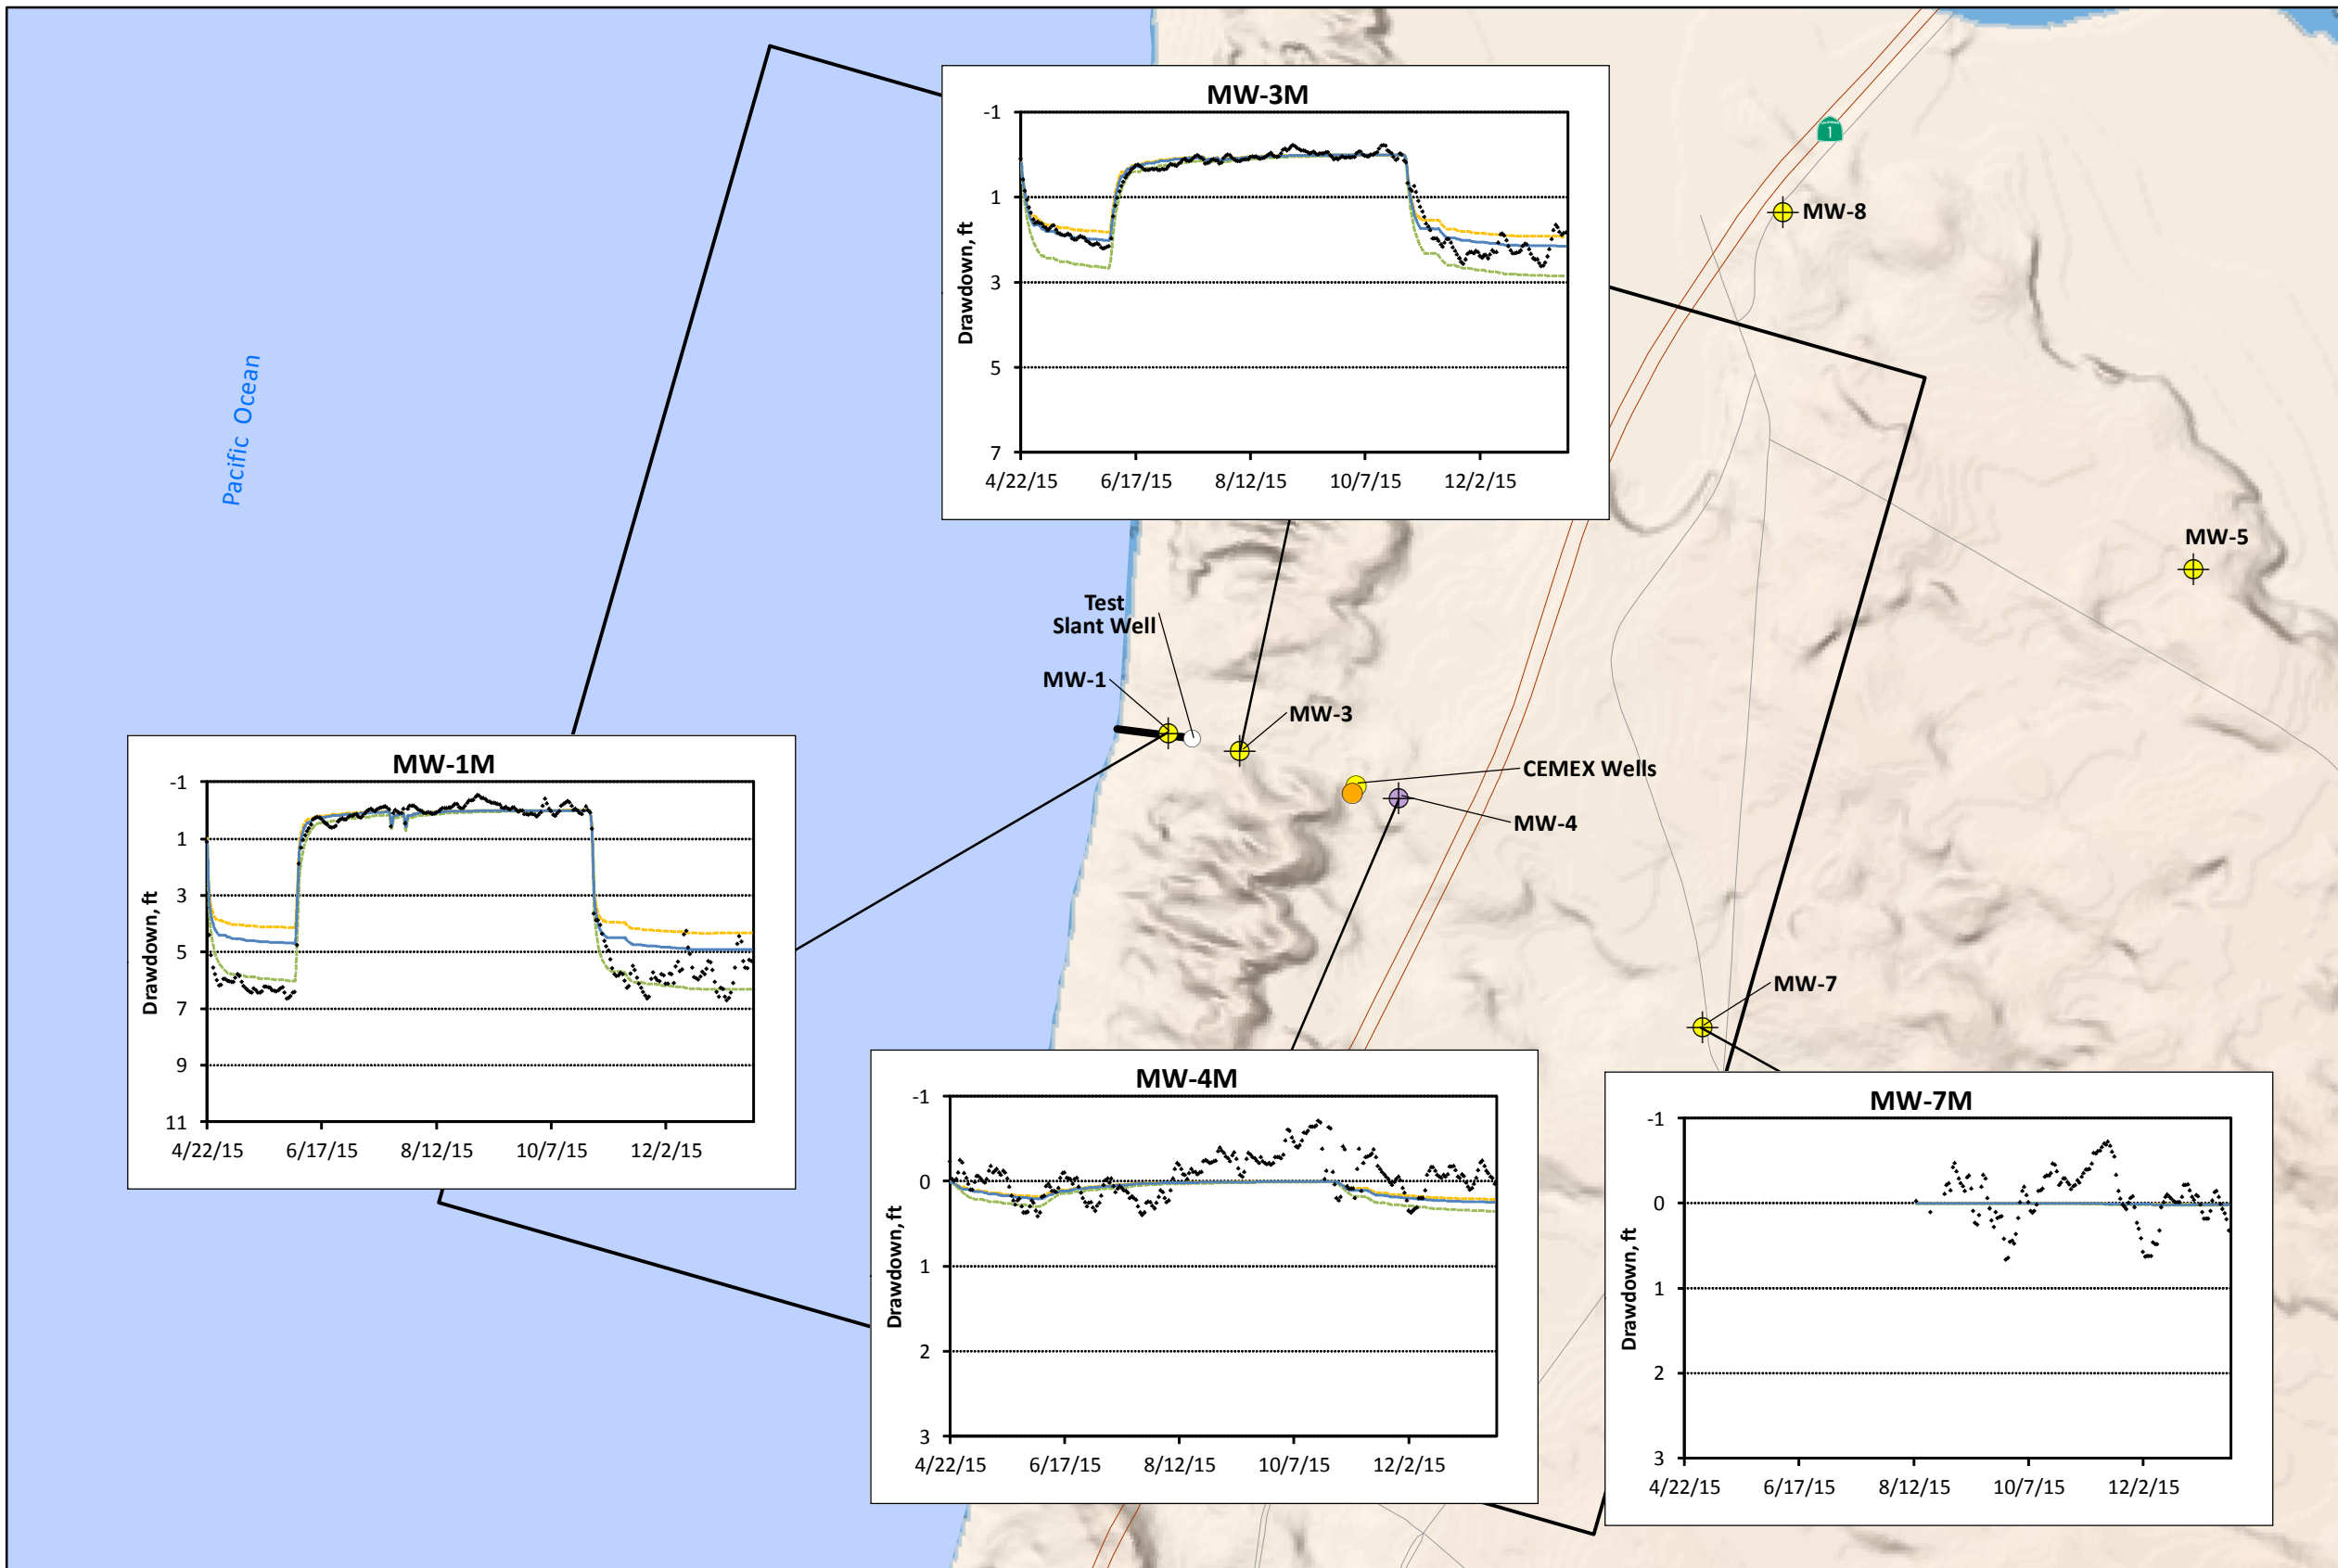 MW-3M
Drawdown, ft
-1
1
3
5
7
4/22/15 6/17/15 8/12/15 10/7/15 12/2/15
1
MW-8
Pacific Ocean
MW-5
Test
Slant Well
MW-1
MW-3
CEMEX Wells
MW-4
MW-7
MW-1M
Drawdown, ft
-1
1
3
5
7
9
11
4/22/15 6/17/15 8/12/15 10/7/15 12/2/15
MW-4M
Drawdown, ft
-1
0
1
2
3
4/22/15 6/17/15 8/12/15 10/7/15 12/2/15
MW-7M
Drawdown, ft
-1
0
1
2
3
4/22/15 6/17/15 8/12/15 10/7/15 12/2/15